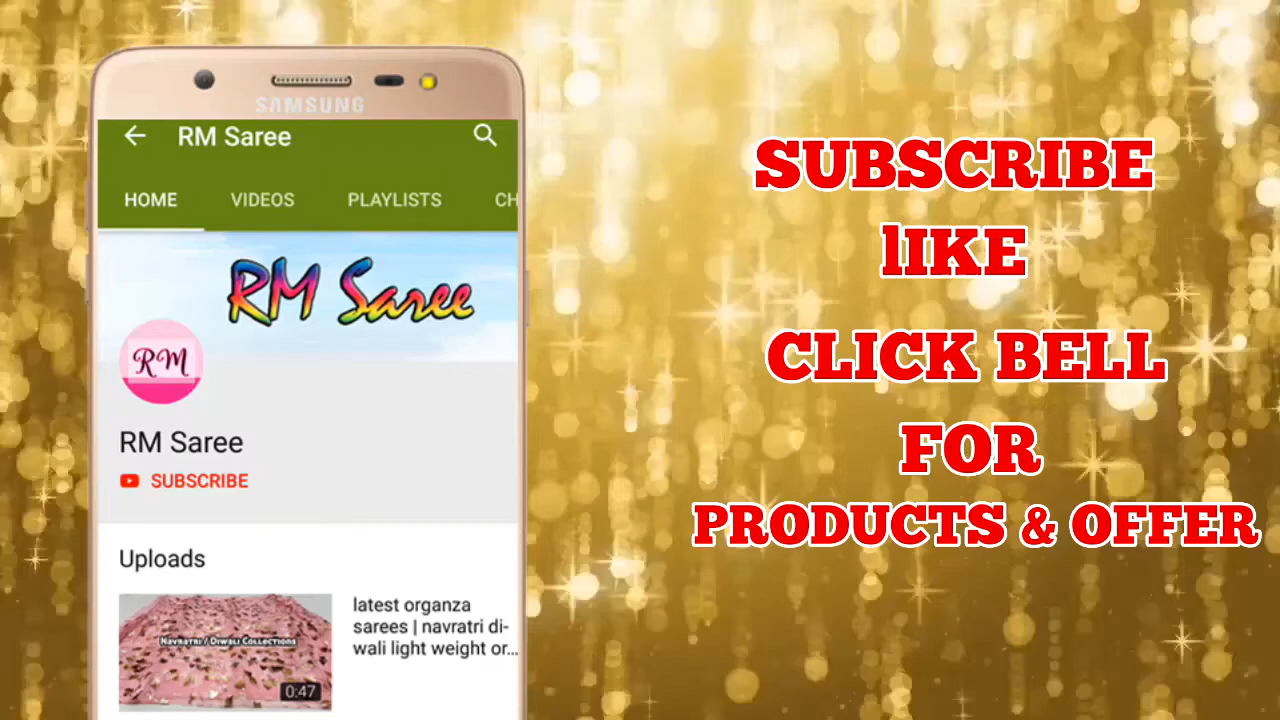 SAMSUNG
RM Saree
HOME VIDEOS PLAYLISTS CH
RM Saree
RM
RM Saree
SUBSCRIBE
Uploads
NAVRATRI / DIWALI COLLECTIONS
0:47
latest organza
sarees | navratri di-
wali light weight or...
SUBSCRIBE
lIKE
CLICK BELL
FOR
PRODUCTS & OFFER